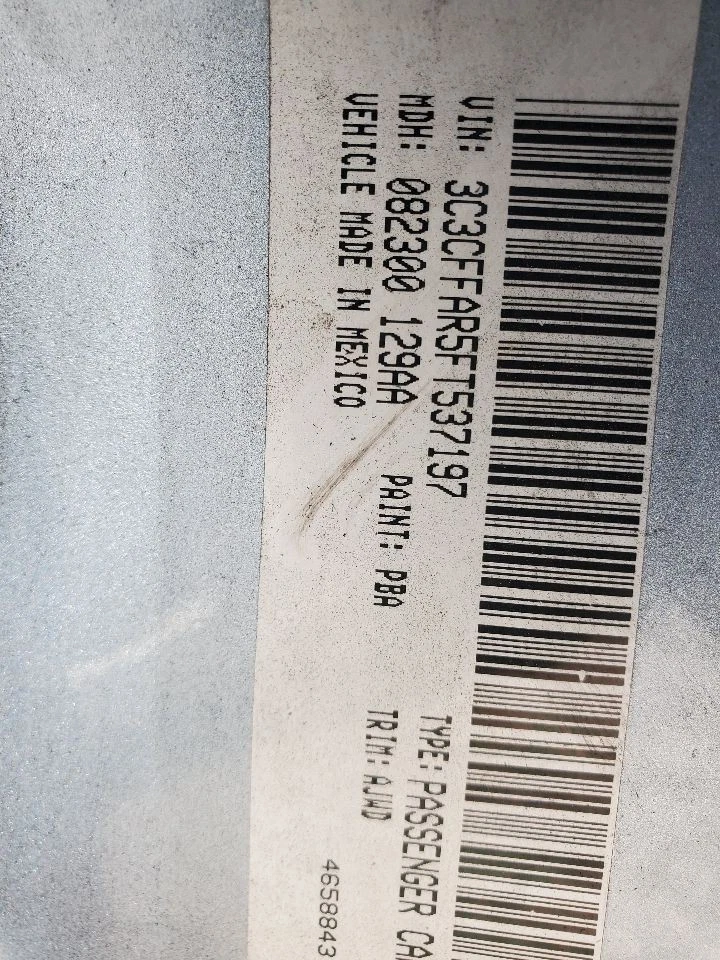 VIN: 3C3CFFAR5FT537197
TYPE: PASSENGER CA
MDH: 082300 129AA
PAINT: PBA
TRIM: AJWD
VEHICLE MADE IN MEXICO
4658843